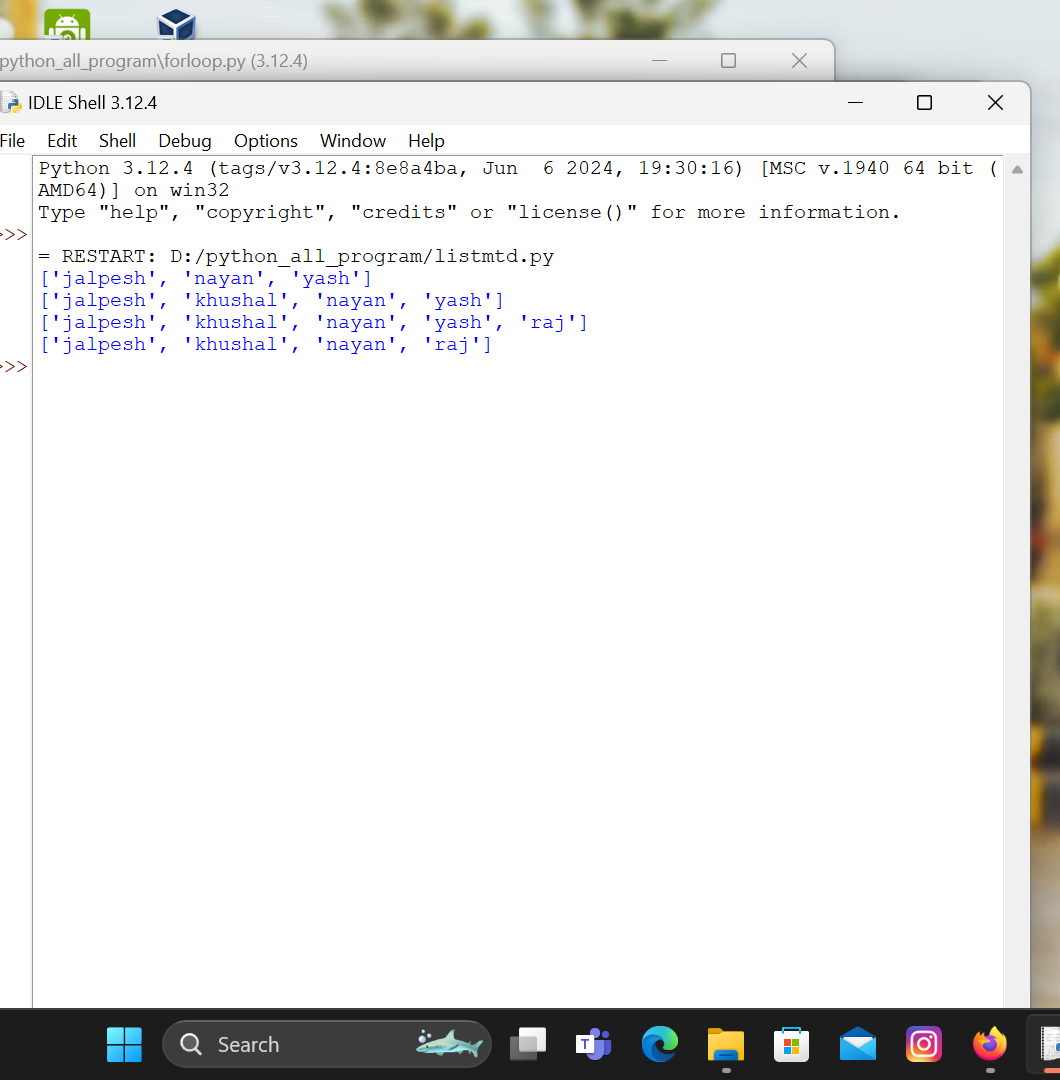 python_all_program\forloop.py (3.12.4)
IDLE Shell 3.12.4
File Edit Shell Debug Options Window Help
Python 3.12.4 (tags/v3.12.4:8e8a4ba, Jun  6 2024, 19:30:16) [MSC v.1940 64 bit (
AMD64)] on win32
Type "help", "copyright", "credits" or "license()" for more information.
>>>
= RESTART: D:/python_all_program/listmtd.py
['jalpesh', 'nayan', 'yash']
['jalpesh', 'khushal', 'nayan', 'yash']
['jalpesh', 'khushal', 'nayan', 'yash', 'raj']
['jalpesh', 'khushal', 'nayan', 'raj']
>>>
Search
T